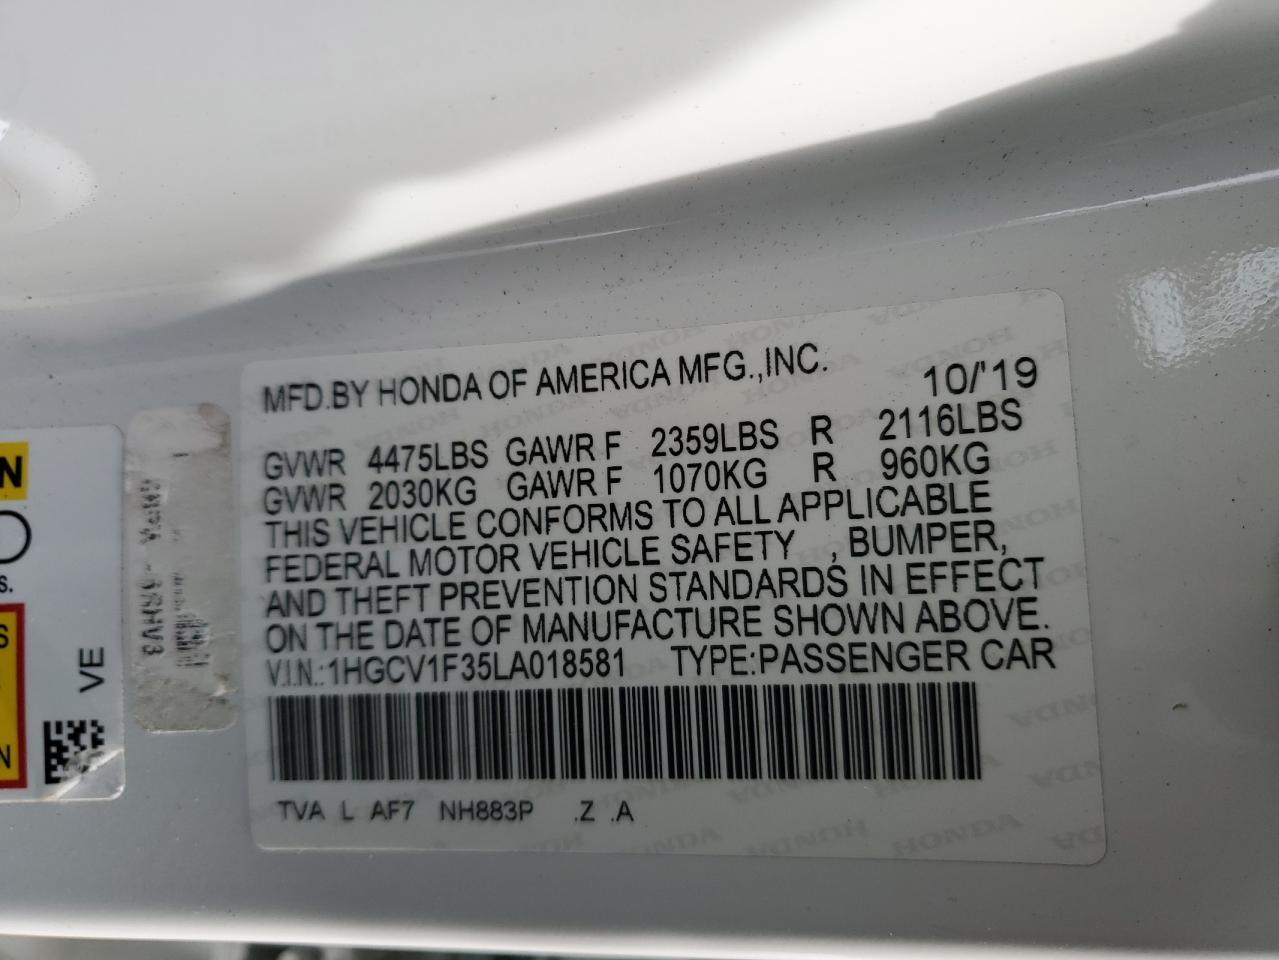 MFD.BY HONDA OF AMERICA MFG.,INC. 10/'19
GVWR 4475LBS GAWR F 2359LBS R 2116LBS
GVWR 2030KG GAWR F 1070KG R 960KG
THIS VEHICLE CONFORMS TO ALL APPLICABLE
FEDERAL MOTOR VEHICLE SAFETY , BUMPER,
AND THEFT PREVENTION STANDARDS IN EFFECT
ON THE DATE OF MANUFACTURE SHOWN ABOVE.
V.I.N.:1HGCV1F35LA018581 TYPE:PASSENGER CAR
TVA L AF7 NH883P .Z .A
VE